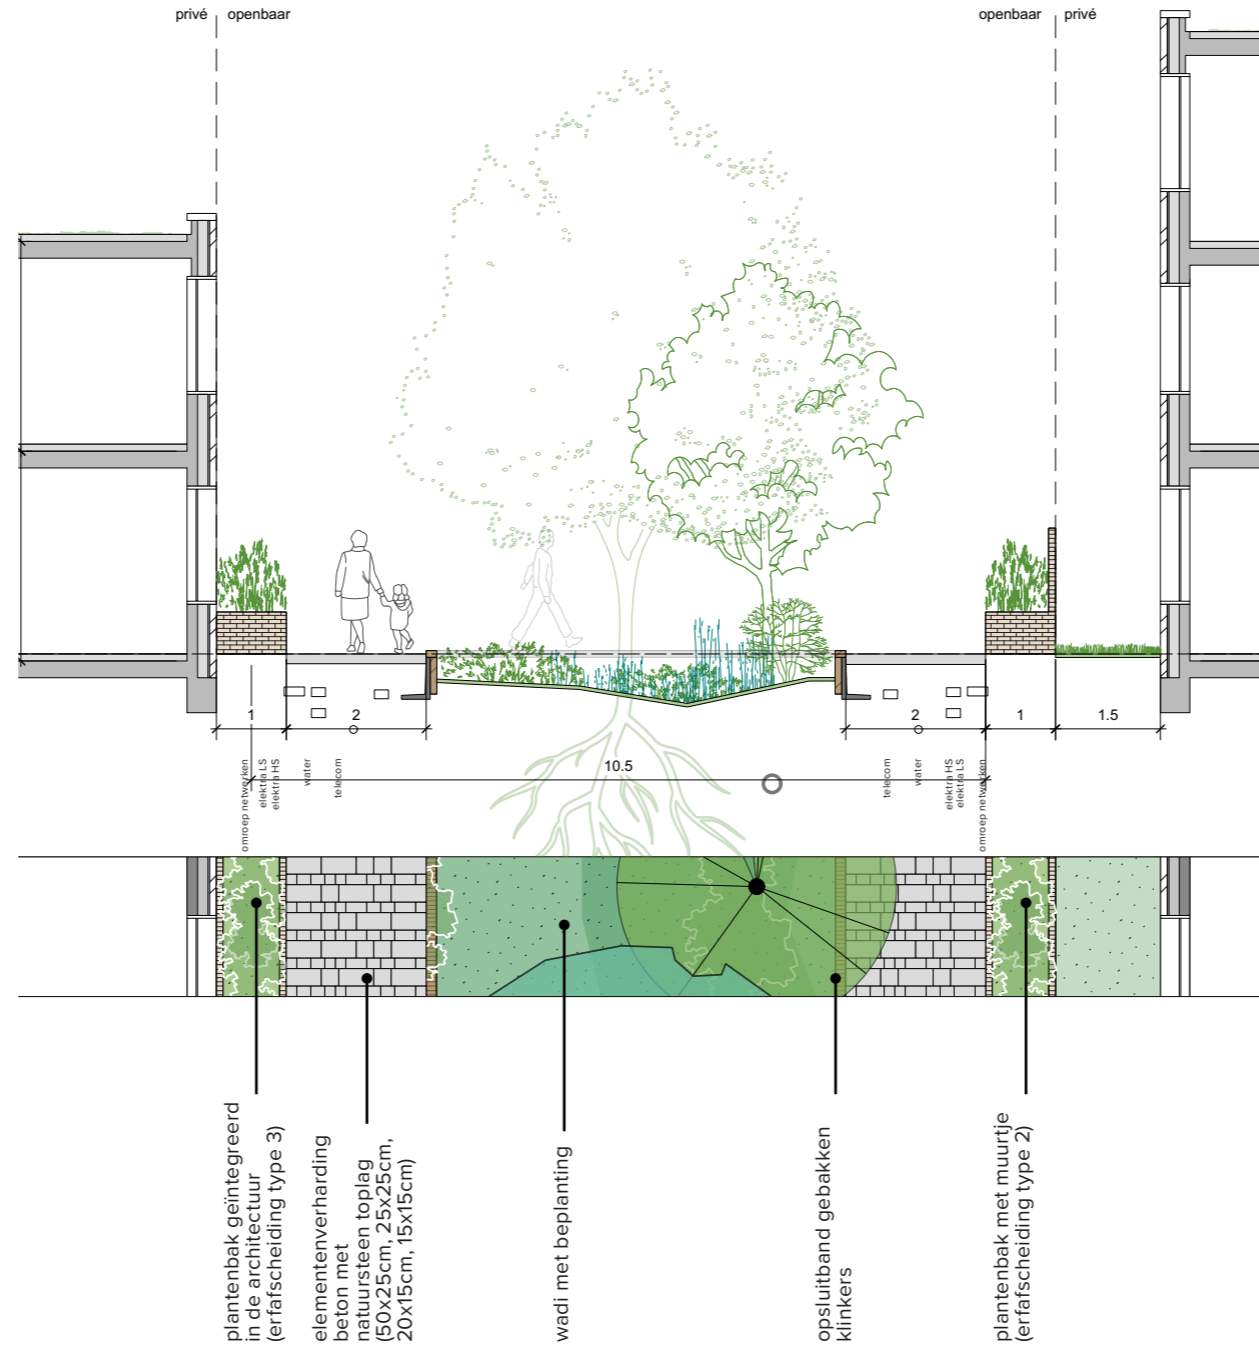 privé openbaar
openbaar privé
1
2
2
1
1.5
10.5
omroep netwerken
elektra LS
elektra HS
water
telecom
telecom
water
elektra HS
elektra LS
omroep netwerken
plantenbak geïntegreerd
in de architectuur
(erfafscheiding type 3)
elementenverharding
beton met
natuursteen toplag
(50x25cm, 25x25cm,
20x15cm, 15x15cm)
wadi met beplanting
opsluitband gebakken
klinkers
plantenbak met muurtje
(erfafscheiding type 2)